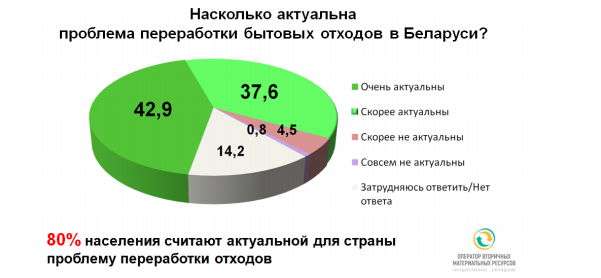 Насколько актуальна
проблема переработки бытовых отходов в Беларуси?
42,9
37,6
4,5
0,8
14,2
Очень актуальны
Скорее актуальны
Скорее не актуальны
Совсем не актуальны
Затрудняюсь ответить/Нет
ответа
80% населения считают актуальной для страны
проблему переработки отходов
ОПЕРАТОР ВТОРИЧНЫХ
МАТЕРИАЛЬНЫХ РЕСУРСОВ
ГОСУДАРСТВЕННОЕ УЧРЕЖДЕНИЕ